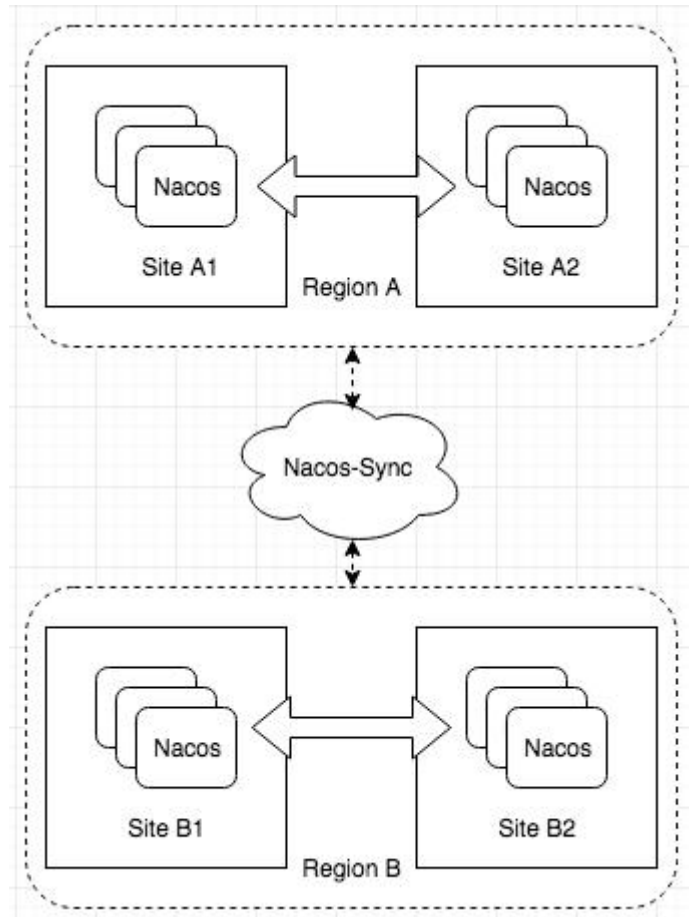 Nacos
Nacos
Site A1
Site A2
Region A
Nacos-Sync
Nacos
Nacos
Site B1
Site B2
Region B